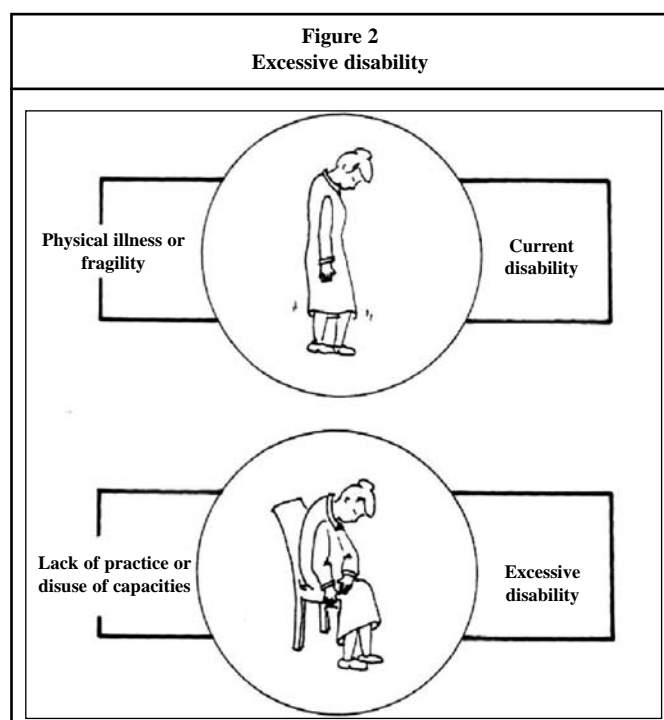 Figure 2
Excessive disability
Physical illness or
fragility
Current
disability
Lack of practice or
disuse of capacities
Excessive
disability